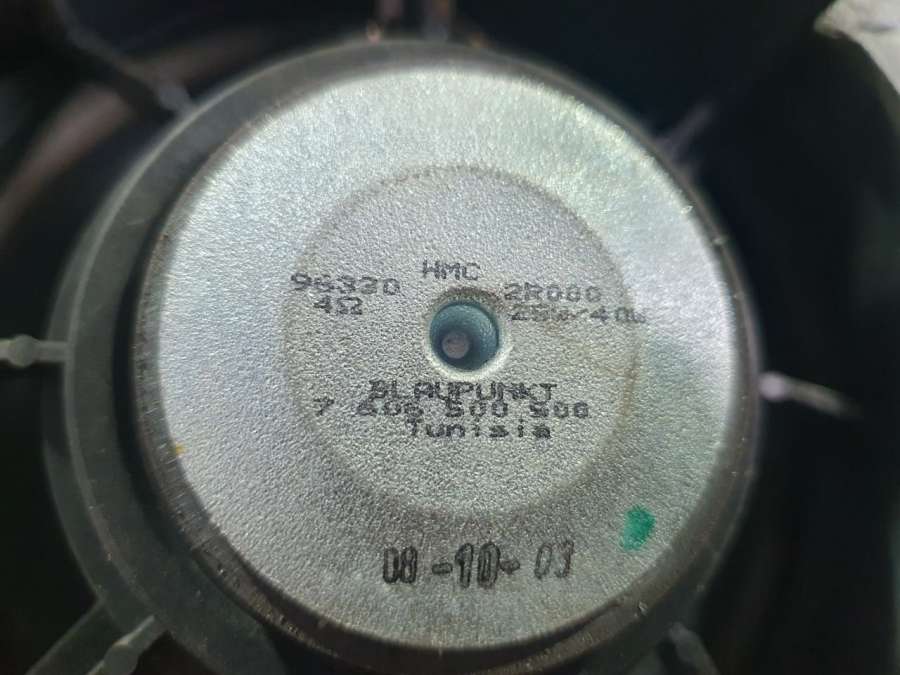 HMC
96330 2R000
4Ω 25W/40W
BLAUPUNKT
7 606 500 506
Tunisia
08-10-03